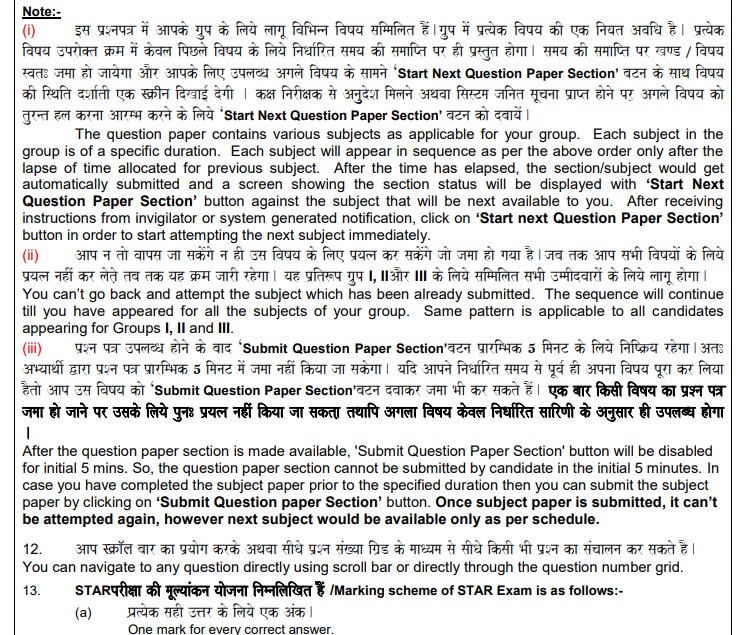 Note:-
(i) इस प्रश्नपत्र में आपके ग्रुप के लिये लागू विभिन्न विषय सम्मिलित हैं। ग्रुप में प्रत्येक विषय की एक नियत अवधि है। प्रत्येक
विषय उपरोक्त क्रम में केवल पिछले विषय के लिये निर्धारित समय की समाप्ति पर ही प्रस्तुत होगा। समय की समाप्ति पर खण्ड / विषय
स्वतः जमा हो जायेगा और आपके लिए उपलब्ध अगले विषय के सामने ‘Start Next Question Paper Section’ बटन के साथ विषय
की स्थिति दर्शाती एक स्क्रीन दिखाई देगी । कक्ष निरीक्षक से अनुदेश मिलने अथवा सिस्टम जनित सूचना प्राप्त होने पर अगले विषय को
तुरन्त हल करना आरम्भ करने के लिये ‘Start Next Question Paper Section’ बटन को दबायें।
The question paper contains various subjects as applicable for your group. Each subject in the
group is of a specific duration. Each subject will appear in sequence as per the above order only after the
lapse of time allocated for previous subject. After the time has elapsed, the section/subject would get
automatically submitted and a screen showing the section status will be displayed with ‘Start Next
Question Paper Section’ button against the subject that will be next available to you. After receiving
instructions from invigilator or system generated notification, click on ‘Start next Question Paper Section’
button in order to start attempting the next subject immediately.
(ii) आप न तो वापस जा सकेंगे न ही उस विषय के लिए प्रयत्न कर सकेंगे जो जमा हो गया है। जब तक आप सभी विषयों के लिये
प्रयत्न नहीं कर लेते तब तक यह क्रम जारी रहेगा। यह प्रतिरूप ग्रुप I, II और III के लिये सम्मिलित सभी उम्मीदवारों के लिये लागू होगा।
You can’t go back and attempt the subject which has been already submitted. The sequence will continue
till you have appeared for all the subjects of your group. Same pattern is applicable to all candidates
appearing for Groups I, II and III.
(iii) प्रश्न पत्र उपलब्ध होने के वाद ‘Submit Question Paper Section’वटन प्रारम्भिक 5 मिनट के लिये निष्क्रिय रहेगा। अतः
अभ्यार्थी द्वारा प्रश्न पत्र प्रारम्भिक 5 मिनट में जमा नहीं किया जा सकेगा। यदि आपने निर्धारित समय से पूर्व ही अपना विषय पूरा कर लिया
हैतो आप उस विषय को ‘Submit Question Paper Section’वटन दवाकर जमा भी कर सकते हैं। एक बार किसी विषय का प्रश्न पत्र
जमा हो जाने पर उसके लिये पुनः प्रयत्न नहीं किया जा सकता तथापि अगला विषय केवल निर्धारित सारिणी के अनुसार ही उपलब्ध होगा
।
After the question paper section is made available, 'Submit Question Paper Section' button will be disabled
for initial 5 mins. So, the question paper section cannot be submitted by candidate in the initial 5 minutes. In
case you have completed the subject paper prior to the specified duration then you can submit the subject
paper by clicking on ‘Submit Question paper Section’ button. Once subject paper is submitted, it can’t
be attempted again, however next subject would be available only as per schedule.
12. आप स्क्रॉल वार का प्रयोग करके अथवा सीधे प्रश्न संख्या ग्रिड के माध्यम से सीधे किसी भी प्रश्न का संचालन कर सकते है।
You can navigate to any question directly using scroll bar or directly through the question number grid.
13. STARपरीक्षा की मूल्यांकन योजना निम्नलिखित हैं /Marking scheme of STAR Exam is as follows:-
(a) प्रत्येक सही उत्तर के लिये एक अंक।
One mark for every correct answer.